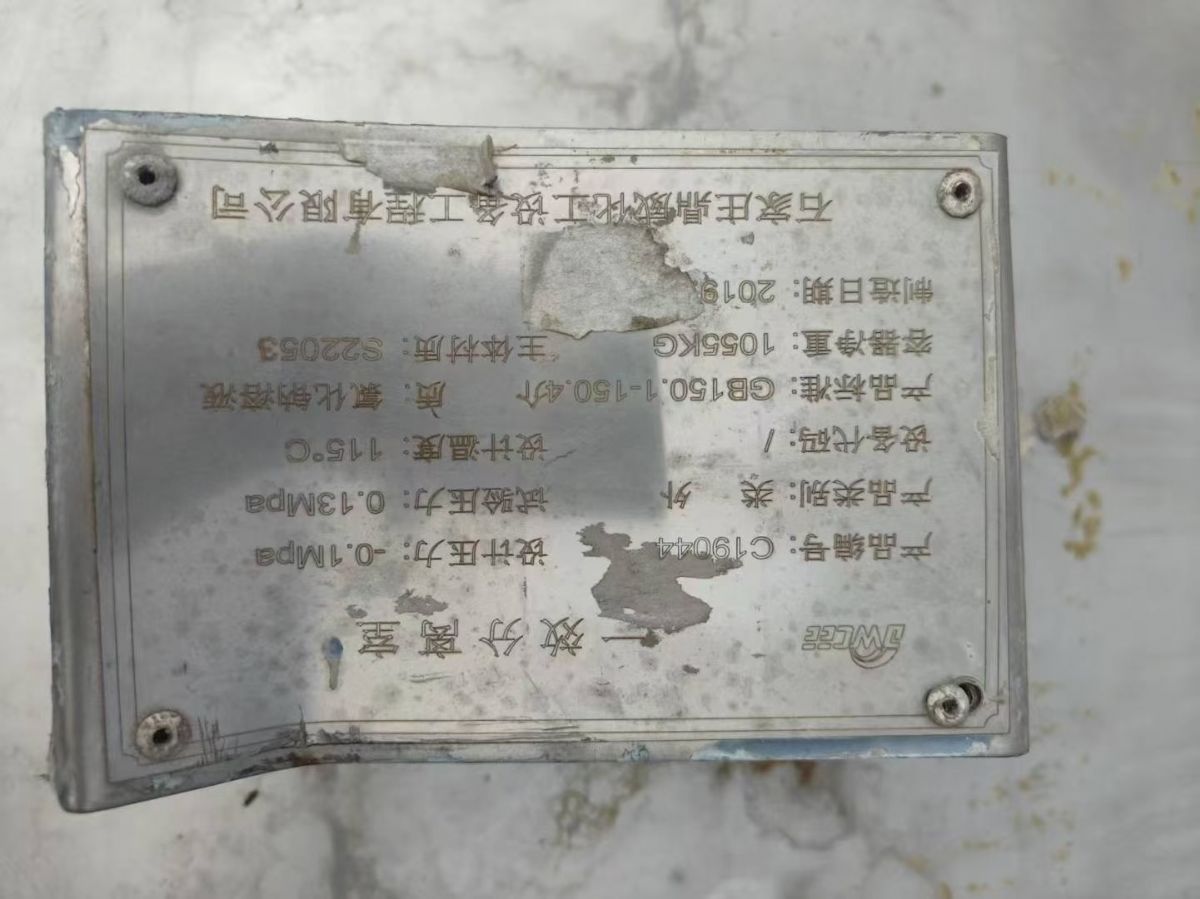 一效分离室
产品编号：C19044 设计压力：-0.1Mpa
产品类别：类 外 试验压力：0.13Mpa
设备代码：/ 设计温度：115°C
产品标准：GB150.1-150.4 介 质：氯化钠溶液
容器净重：1055KG 主体材质：S22053
制造日期：2019
石家庄鼎威化工设备工程有限公司